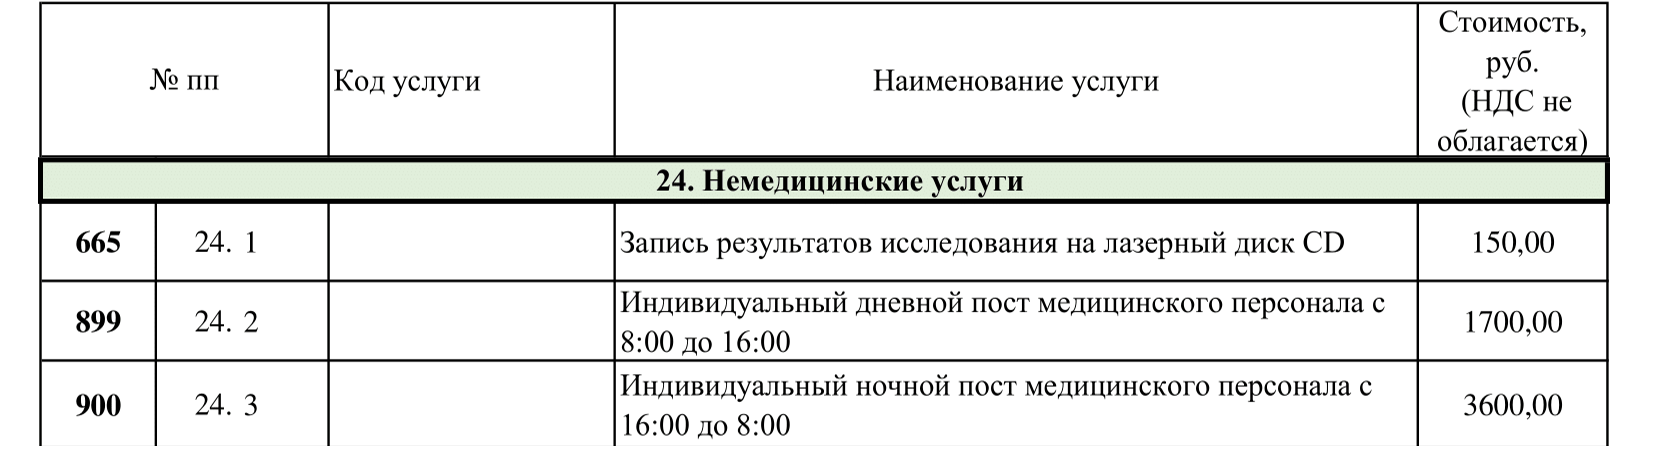 № пп Код услуги Наименование услуги Стоимость,
руб.
(НДС не
облагается)
24. Немедицинские услуги
665 24. 1 Запись результатов исследования на лазерный диск CD 150,00
899 24. 2 Индивидуальный дневной пост медицинского персонала с
8:00 до 16:00 1700,00
900 24. 3 Индивидуальный ночной пост медицинского персонала с
16:00 до 8:00 3600,00